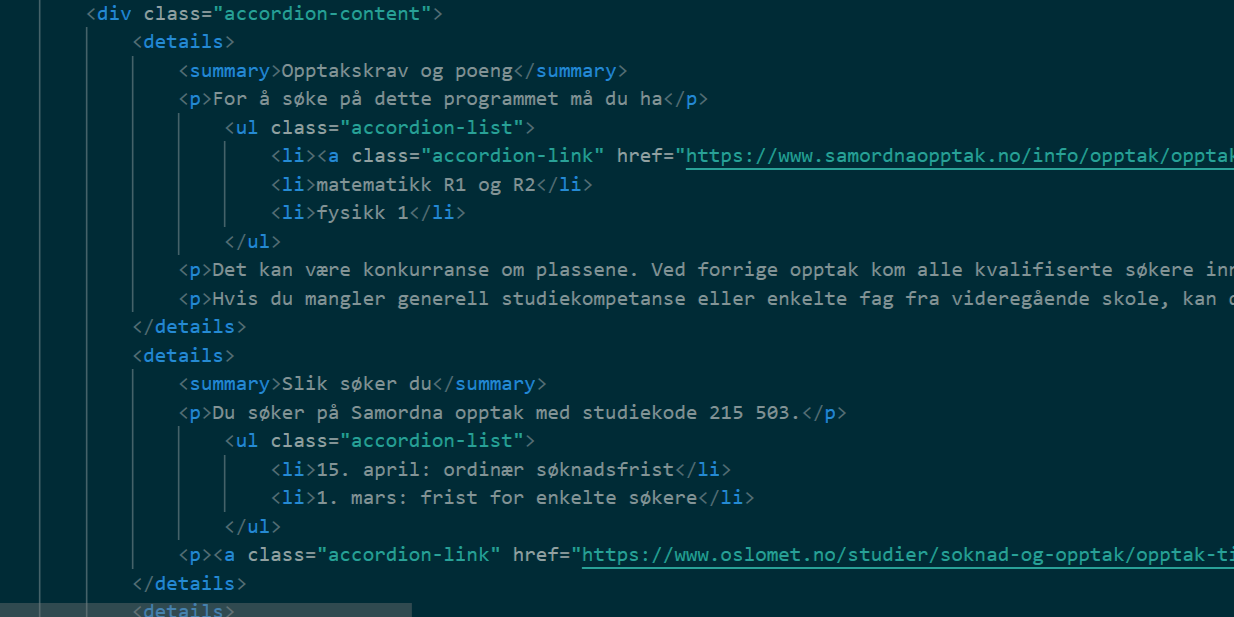 <div class="accordion-content">
<details>
<summary>Opptakskrav og poeng</summary>
<p>For å søke på dette programmet må du ha</p>
<ul class="accordion-list">
<li><a class="accordion-link" href="https://www.samordnaopptak.no/info/opptak/opptak
<li>matematikk R1 og R2</li>
<li>fysikk 1</li>
</ul>
<p>Det kan være konkurranse om plassene. Ved forrige opptak kom alle kvalifiserte søkere inn
<p>Hvis du mangler generell studiekompetanse eller enkelte fag fra videregående skole, kan d
</details>
<details>
<summary>Slik søker du</summary>
<p>Du søker på Samordna opptak med studiekode 215 503.</p>
<ul class="accordion-list">
<li>15. april: ordinær søknadsfrist</li>
<li>1. mars: frist for enkelte søkere</li>
</ul>
<p><a class="accordion-link" href="https://www.oslomet.no/studier/soknad-og-opptak/opptak-ti
</details>
<details>